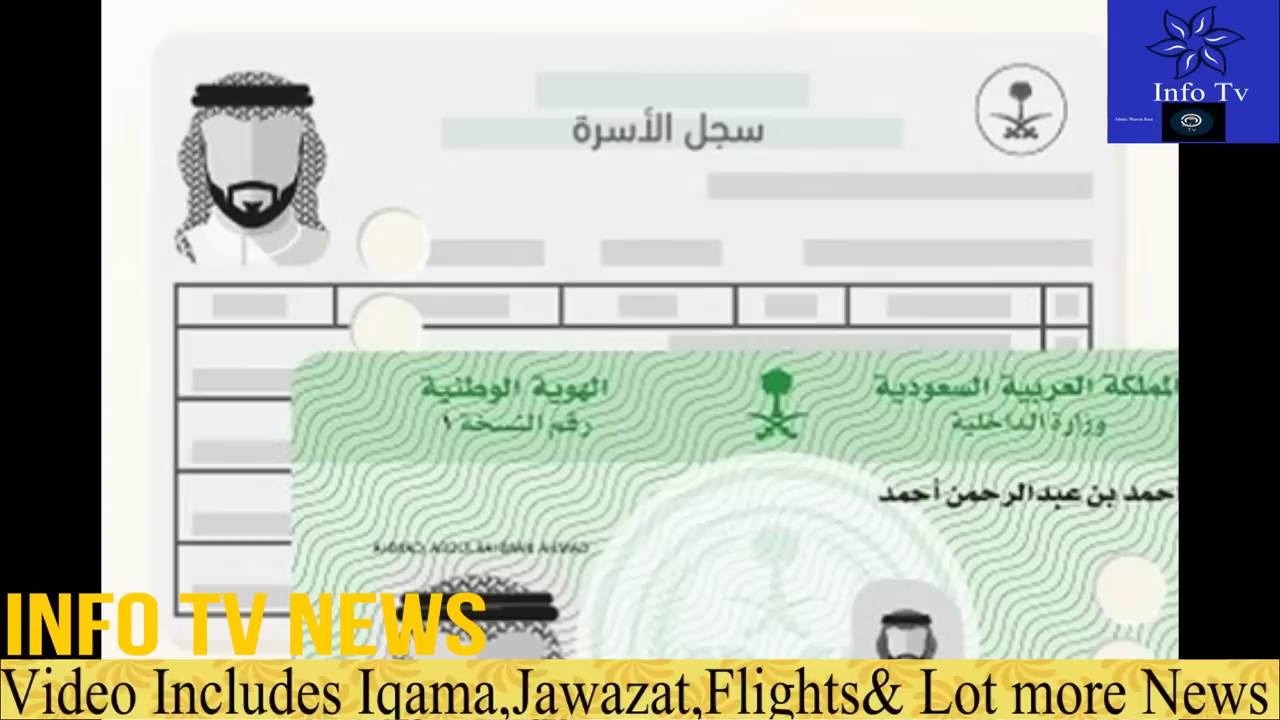 Info Tv
سجل الأسرة
المملكة العربية السعودية
الهوية الوطنية
وزارة الداخلية
رقم النسخة ١
احمد بن عبدالرحمن أحمد
INFO TV NEWS
Video Includes Iqama,Jawazat,Flights& Lot more News